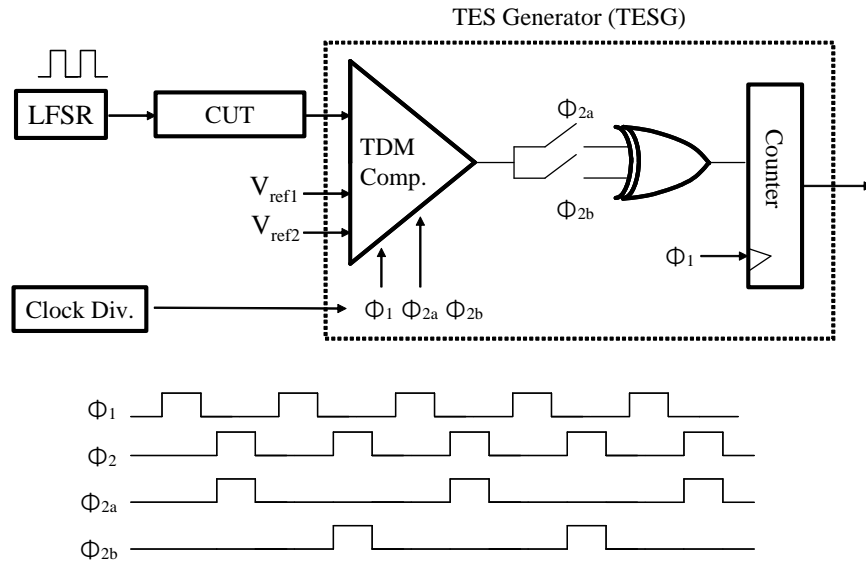 TES Generator (TESG)
LFSR
CUT
TDM
Comp.
Vref1
Vref2
Φ2a
Φ2b
Counter
Φ1
Clock Div.
Φ1 Φ2a Φ2b
Φ1
Φ2
Φ2a
Φ2b